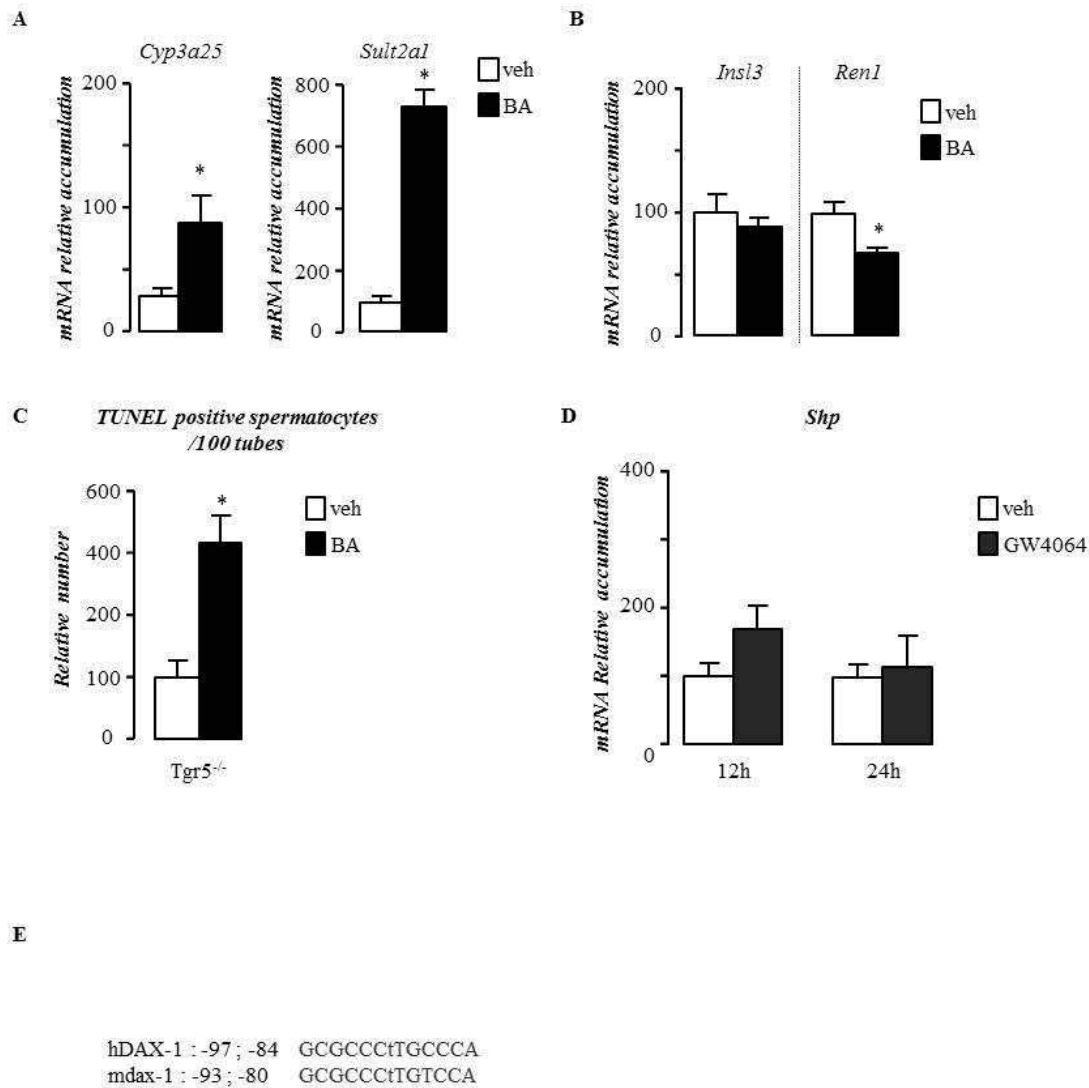 A
B
Cyp3a25
Sult2a1
veh
BA
mRNA relative accumulation
200
100
0
*
mRNA relative accumulation
800
600
400
200
0
*
Insl3
Ren1
veh
BA
mRNA relative accumulation
200
100
0
*
C
TUNEL positive spermatocytes
/100 tubes
veh
BA
Relative number
600
400
200
100
0
*
Tgr5-/-
D
Shp
veh
GW4064
mRNA Relative accumulation
400
200
0
12h
24h
E
hDAX-1 : -97 ; -84 GCGCCCtTGCCCA
mdax-1 : -93 ; -80 GCGCCCtTGTCCA